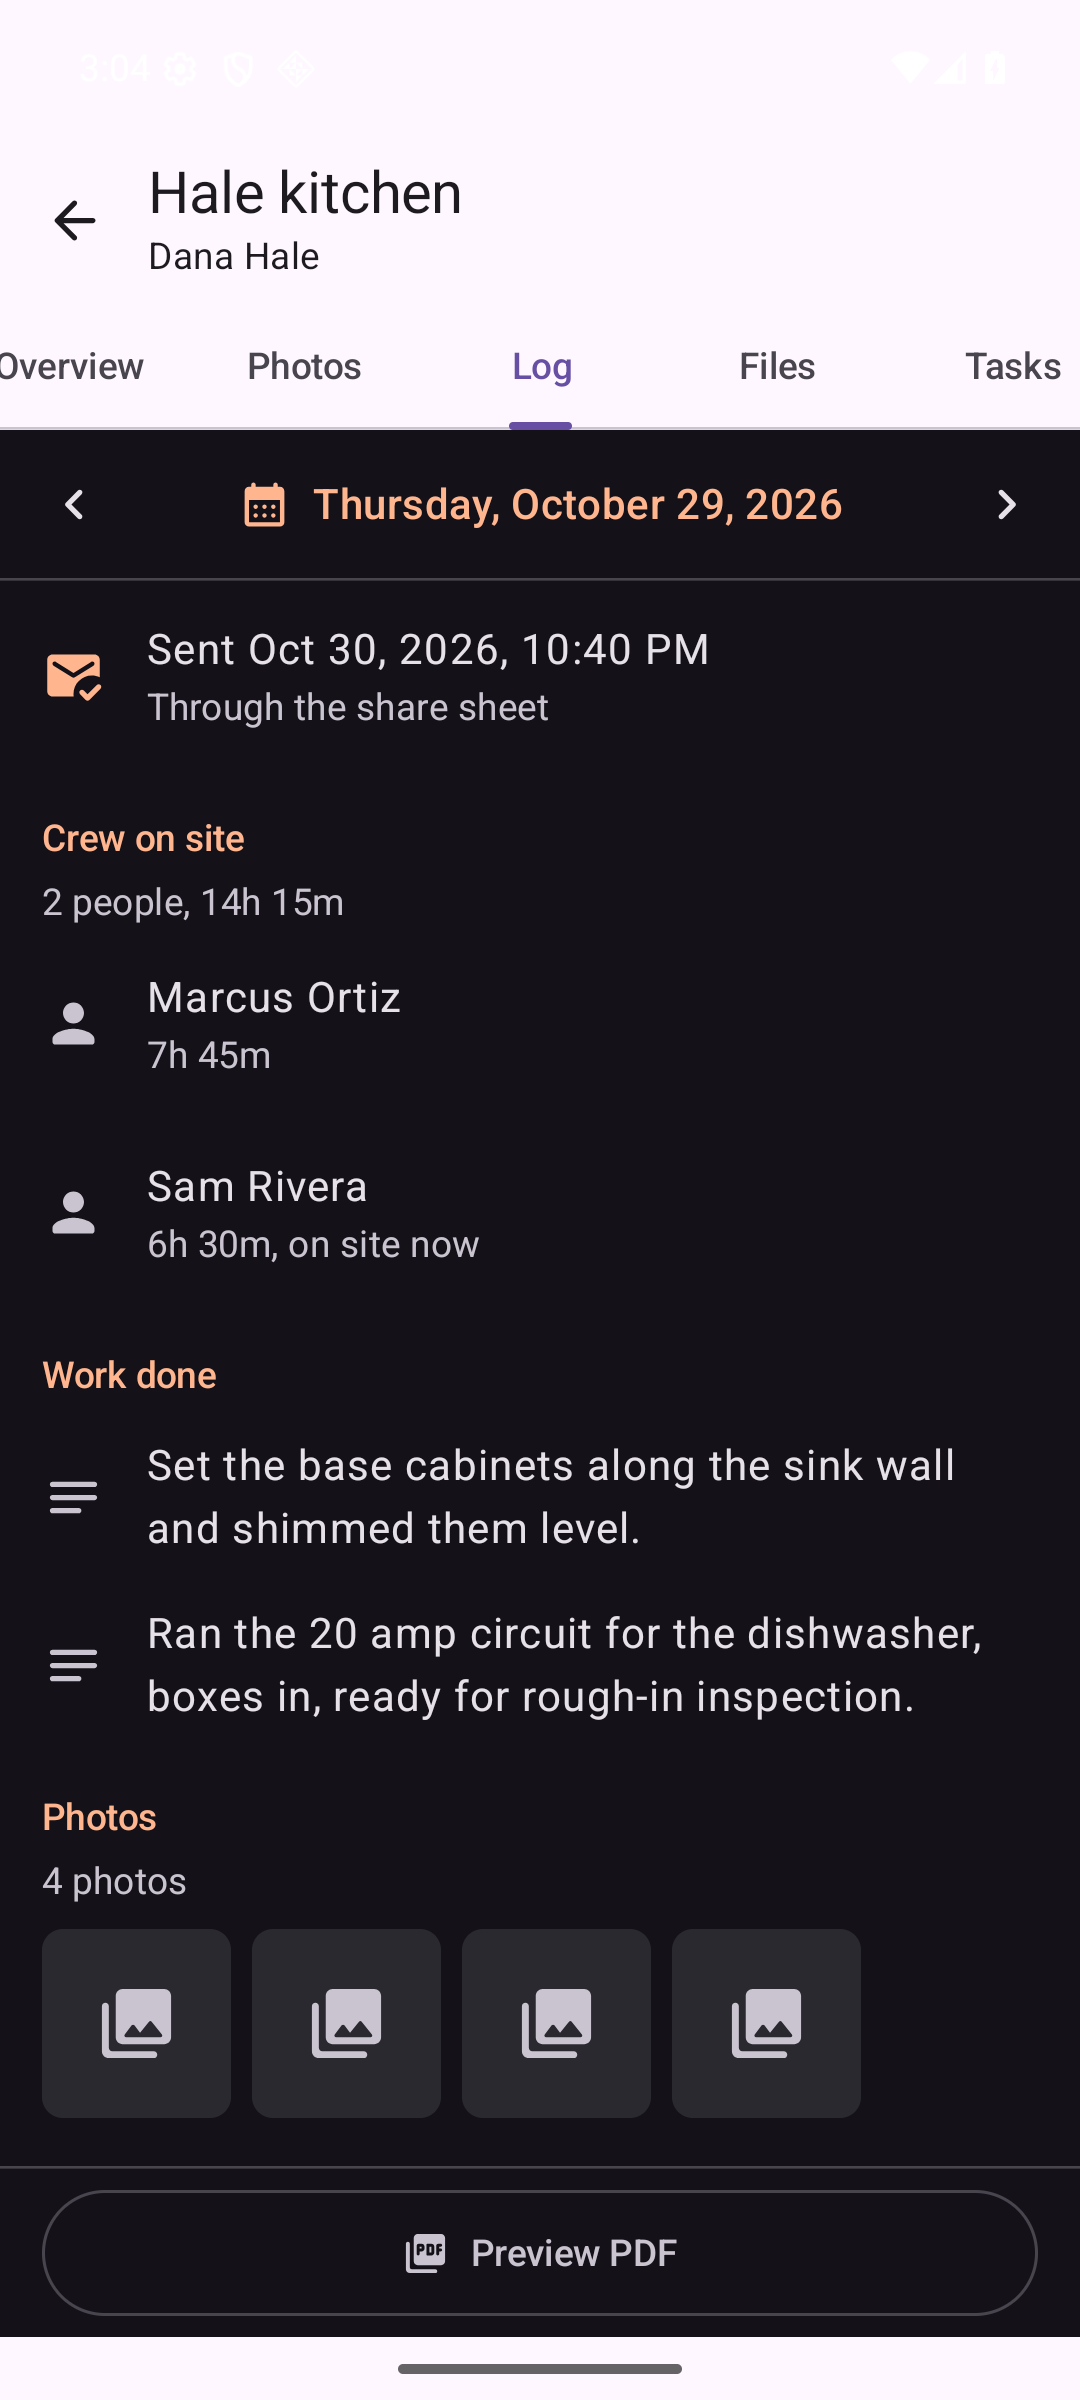 3:04
Hale kitchen
Dana Hale
Overview Photos Log Files Tasks
Thursday, October 29, 2026
Sent Oct 30, 2026, 10:40 PM
Through the share sheet
Crew on site
2 people, 14h 15m
Marcus Ortiz
7h 45m
Sam Rivera
6h 30m, on site now
Work done
Set the base cabinets along the sink wall
and shimmed them level.
Ran the 20 amp circuit for the dishwasher,
boxes in, ready for rough-in inspection.
Photos
4 photos
PDF Preview PDF